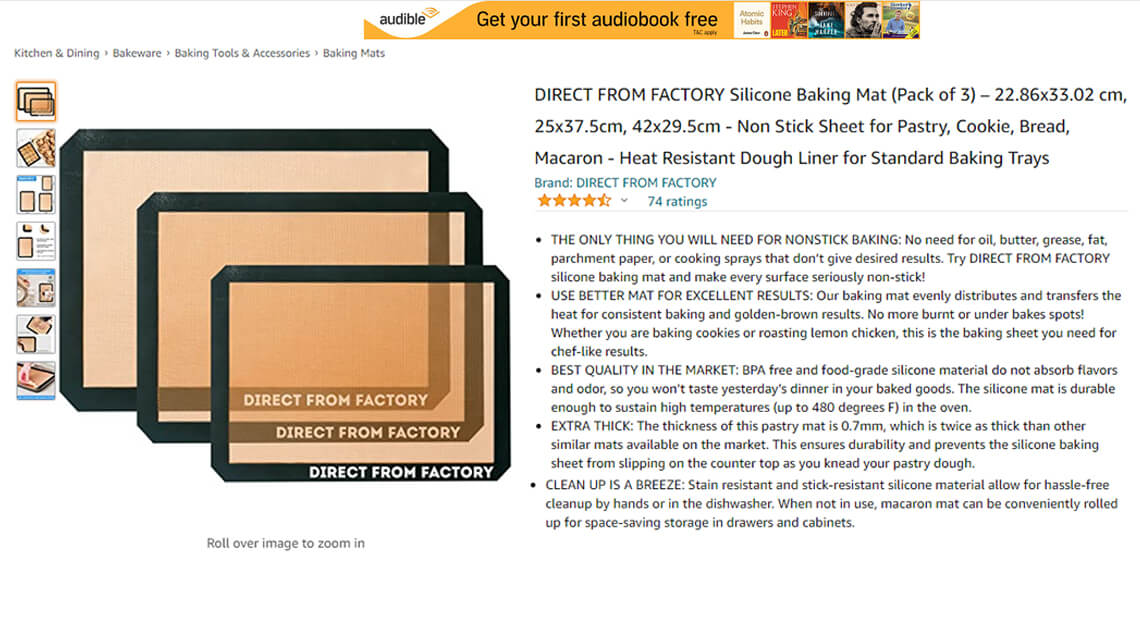 audible
Get your first audiobook free
T&C apply
Atomic Habits
STEPHEN KING
LATER
Kitchen & Dining › Bakeware › Baking Tools & Accessories › Baking Mats
DIRECT FROM FACTORY Silicone Baking Mat (Pack of 3) – 22.86x33.02 cm,
25x37.5cm, 42x29.5cm - Non Stick Sheet for Pastry, Cookie, Bread,
Macaron - Heat Resistant Dough Liner for Standard Baking Trays
Brand: DIRECT FROM FACTORY
74 ratings
• THE ONLY THING YOU WILL NEED FOR NONSTICK BAKING: No need for oil, butter, grease, fat,
parchment paper, or cooking sprays that don’t give desired results. Try DIRECT FROM FACTORY
silicone baking mat and make every surface seriously non-stick!
• USE BETTER MAT FOR EXCELLENT RESULTS: Our baking mat evenly distributes and transfers the
heat for consistent baking and golden-brown results. No more burnt or under bakes spots!
Whether you are baking cookies or roasting lemon chicken, this is the baking sheet you need for
chef-like results.
• BEST QUALITY IN THE MARKET: BPA free and food-grade silicone material do not absorb flavors
and odor, so you won't taste yesterday's dinner in your baked goods. The silicone mat is durable
enough to sustain high temperatures (up to 480 degrees F) in the oven.
• EXTRA THICK: The thickness of this pastry mat is 0.7mm, which is twice as thick than other
similar mats available on the market. This ensures durability and prevents the silicone baking
sheet from slipping on the counter top as you knead your pastry dough.
• CLEAN UP IS A BREEZE: Stain resistant and stick-resistant silicone material allow for hassle-free
cleanup by hands or in the dishwasher. When not in use, macaron mat can be conveniently rolled
up for space-saving storage in drawers and cabinets.
DIRECT FROM FACTORY
DIRECT FROM FACTORY
DIRECT FROM FACTORY
Roll over image to zoom in